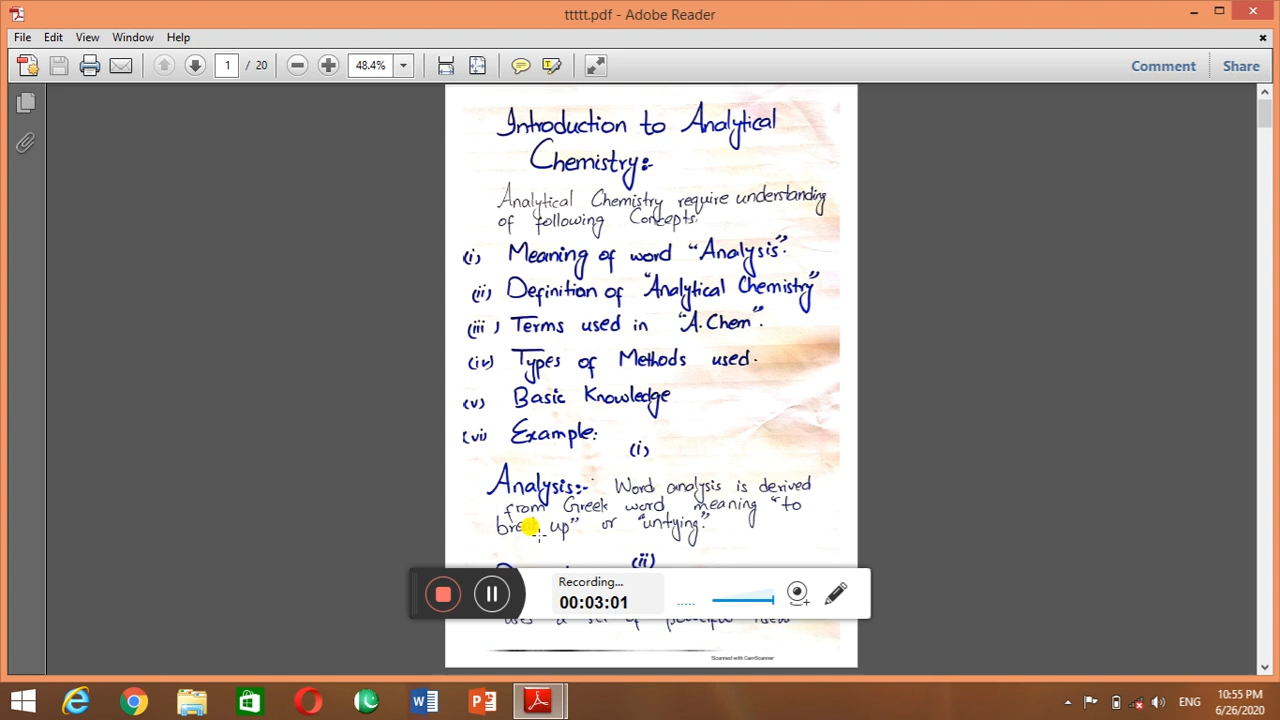 ttttt.pdf - Adobe Reader
File Edit View Window Help
1 / 20 48.4% Comment Share
Introduction to Analytical
Chemistry:-
Analytical Chemistry require understanding
of following Concepts.
(i) Meaning of word "Analysis".
(ii) Definition of "Analytical Chemistry"
(iii) Terms used in "A.Chem".
(iv) Types of Methods used.
(v) Basic Knowledge
(vi) Example:
(i)
Analysis:- Word analysis is derived
from Greek word meaning "to
break up" or "untying."
(ii)
Recording...
00:03:01
uses a set of
Scanned with CamScanner
ENG
10:55 PM
6/26/2020